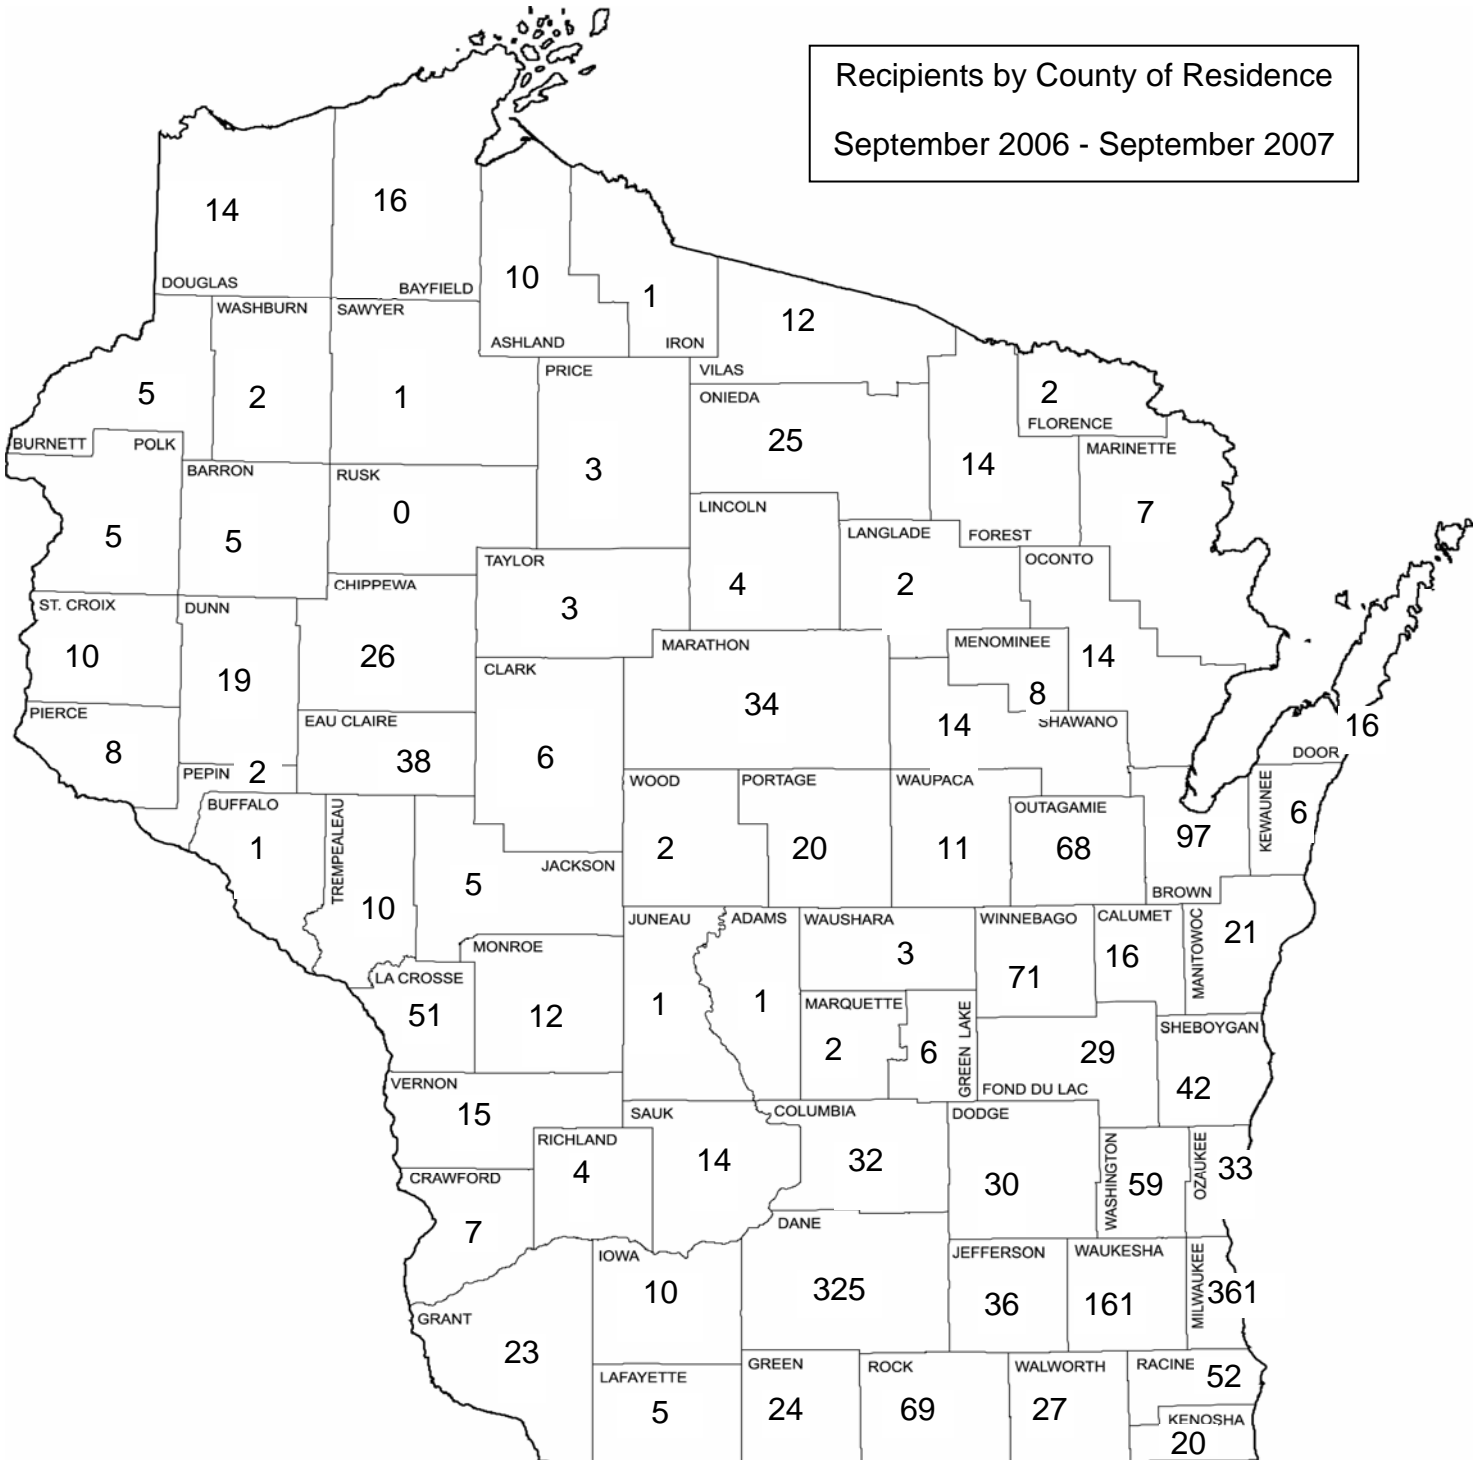 Recipients by County of Residence
September 2006 - September 2007
14
DOUGLAS
16
BAYFIELD
10
ASHLAND
1
IRON
12
VILAS
WASHBURN
2
SAWYER
1
5
BURNETT
POLK
5
BARRON
5
RUSK
0
PRICE
3
ONIEDA
25
2
FLORENCE
14
FOREST
MARINETTE
7
LINCOLN
4
LANGLADE
2
OCONTO
14
TAYLOR
3
CHIPPEWA
26
ST. CROIX
10
DUNN
19
PIERCE
8
PEPIN
2
EAU CLAIRE
38
CLARK
6
MARATHON
34
MENOMINEE
8
14
SHAWANO
16
DOOR
BUFFALO
1
TREMPEALEAU
10
5
JACKSON
WOOD
2
PORTAGE
20
WAUPACA
11
OUTAGAMIE
68
97
BROWN
KEWAUNEE
6
LA CROSSE
51
MONROE
12
JUNEAU
1
ADAMS
1
WAUSHARA
3
WINNEBAGO
71
CALUMET
16
MANITOWOC
21
MARQUETTE
2
6
GREEN LAKE
29
FOND DU LAC
SHEBOYGAN
42
VERNON
15
RICHLAND
4
SAUK
14
COLUMBIA
32
DODGE
30
WASHINGTON
59
OZAUKEE
33
CRAWFORD
7
GRANT
23
IOWA
10
DANE
325
JEFFERSON
36
WAUKESHA
161
MILWAUKEE
361
LAFAYETTE
5
GREEN
24
ROCK
69
WALWORTH
27
RACINE
52
KENOSHA
20